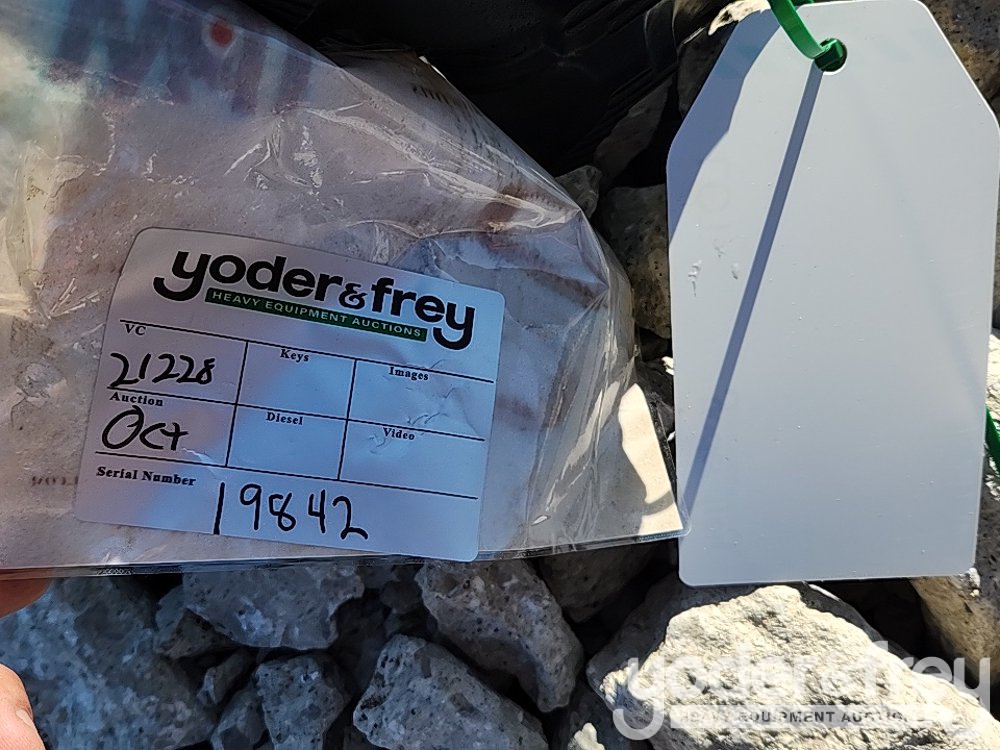 yoder&frey
HEAVY EQUIPMENT AUCTIONS
VC Keys Images
21228
Auction Diesel Video
Oct
Serial Number
19842
yoder&frey
HEAVY EQUIPMENT AUCTIONS